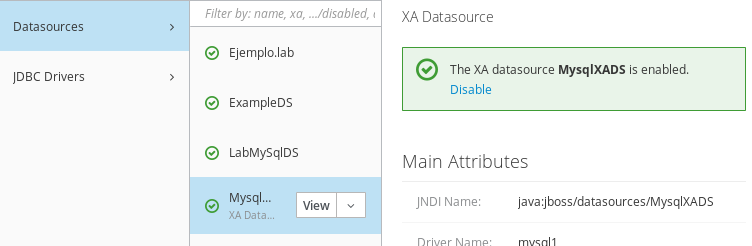 Datasources
JDBC Drivers
Filter by: name, xa, .../disabled,
Ejemplo.lab
ExampleDS
LabMySqlDS
Mysql...
XA Data...
View
XA Datasource
The XA datasource MysqlXADS is enabled.
Disable
Main Attributes
JNDI Name: java:jboss/datasources/MysqlXADS
Driver Name: mysql1